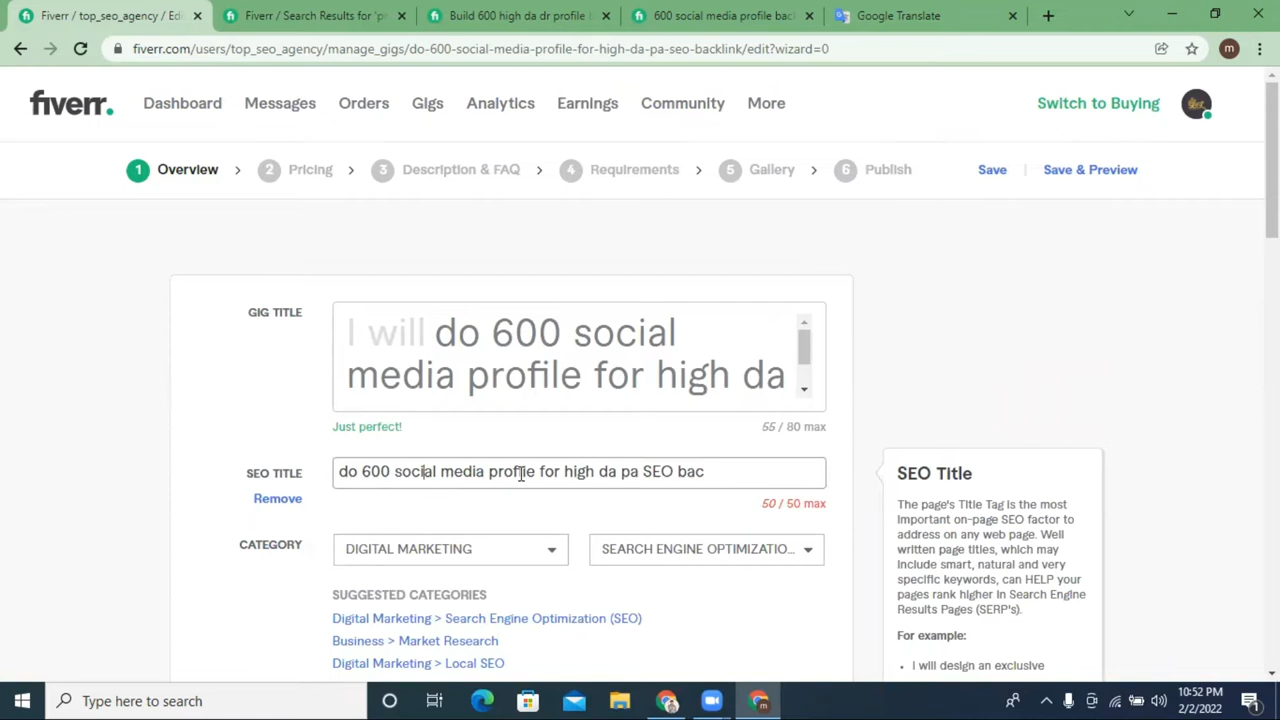 Fiverr / top_seo_agency / Edi
Fiverr / Search Results for 'pr
Build 600 high da dr profile b
600 social media profile back
Google Translate
fiverr.com/users/top_seo_agency/manage_gigs/do-600-social-media-profile-for-high-da-pa-seo-backlink/edit?wizard=0
m
fiverr.
Dashboard
Messages
Orders
Gigs
Analytics
Earnings
Community
More
Switch to Buying
1 Overview
2 Pricing
3 Description & FAQ
4 Requirements
5 Gallery
6 Publish
Save
Save & Preview
GIG TITLE
I will do 600 social
media profile for high da
Just perfect!
55 / 80 max
SEO TITLE
Remove
do 600 social media profile for high da pa SEO bac
50 / 50 max
CATEGORY
DIGITAL MARKETING
SEARCH ENGINE OPTIMIZATIO...
SUGGESTED CATEGORIES
Digital Marketing > Search Engine Optimization (SEO)
Business > Market Research
Digital Marketing > Local SEO
SEO Title
The page's Title Tag is the most
important on-page SEO factor to
address on any web page. Well
written page titles, which may
include smart, natural and very
specific keywords, can HELP your
pages rank higher in Search Engine
Results Pages (SERP's).
For example:
• I will design an exclusive
Type here to search
m
10:52 PM
2/2/2022
1